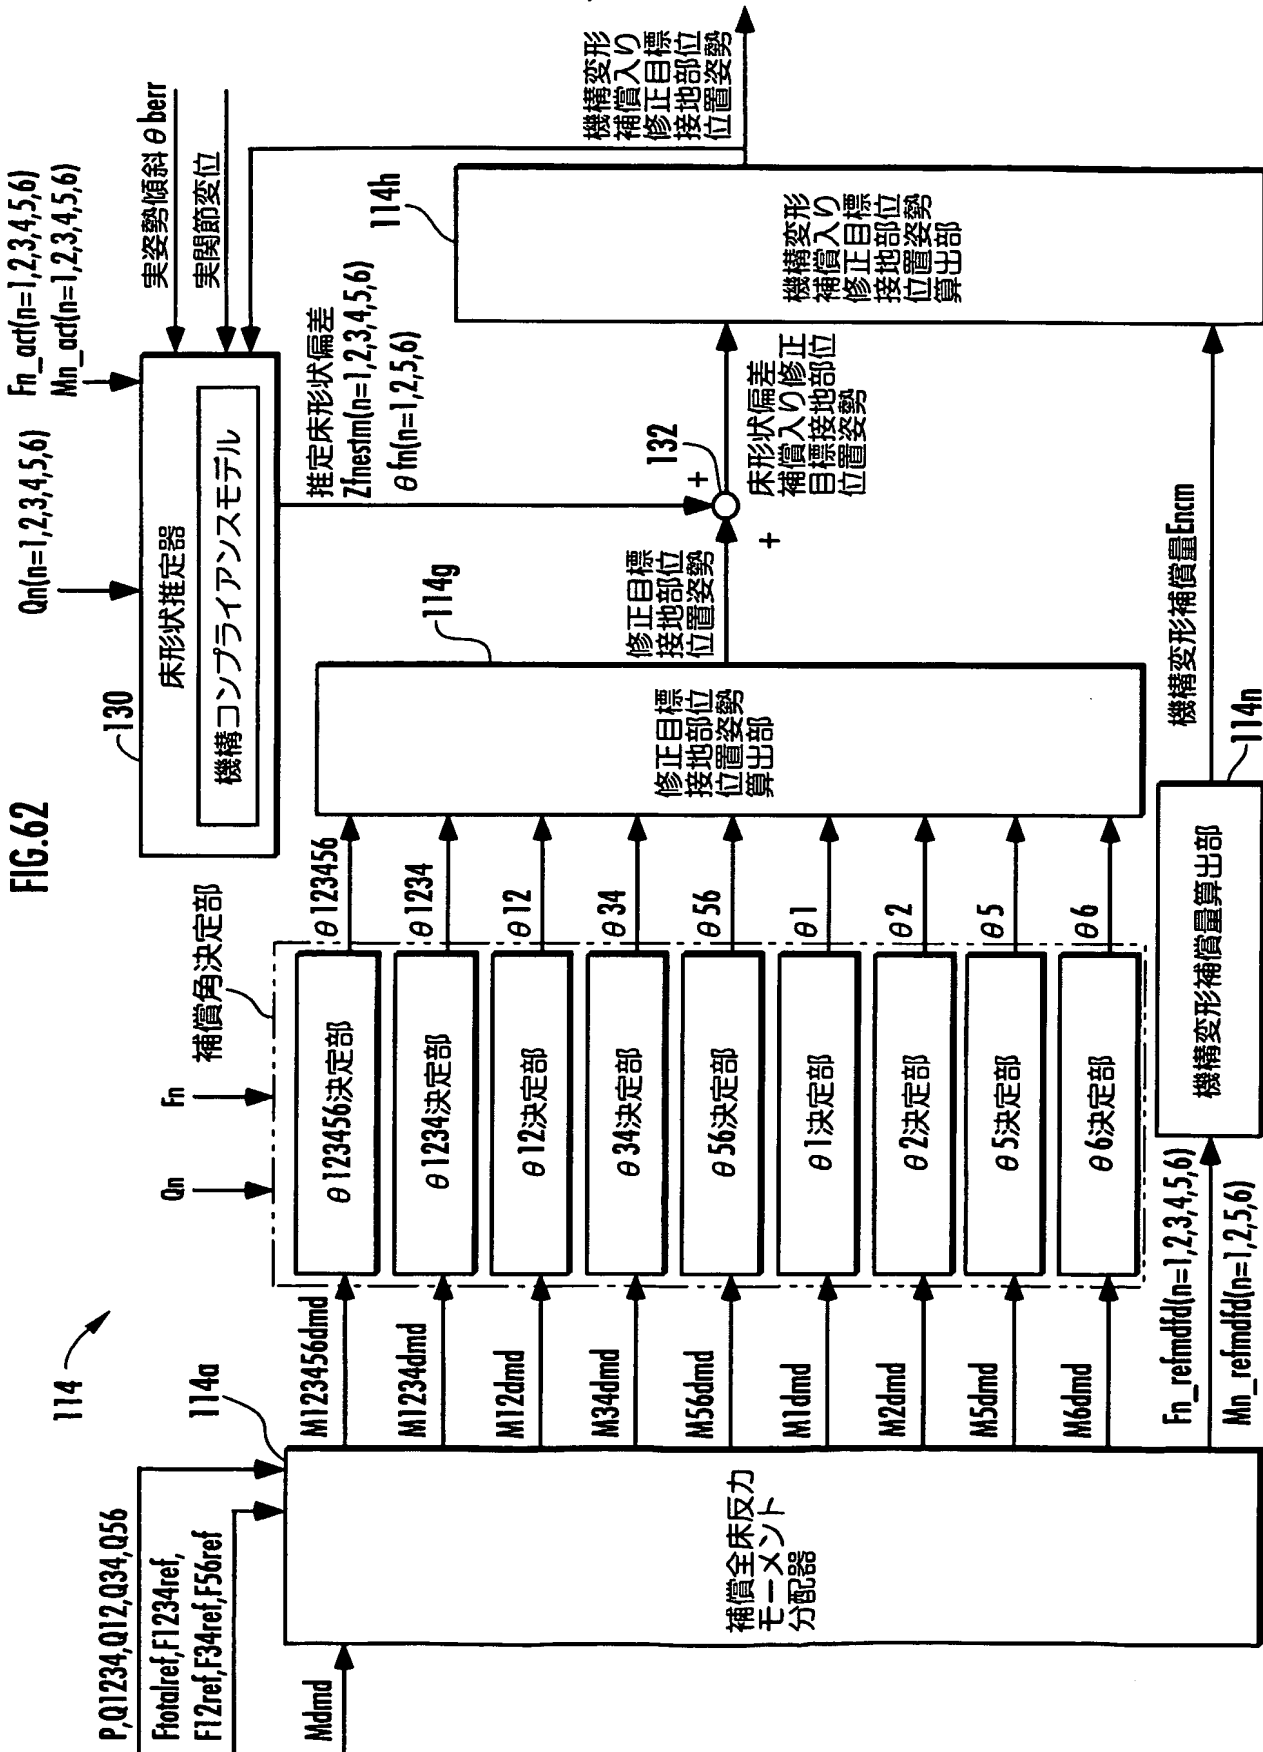 FIG.62
114
P,Q1234,Q12,Q34,Q56
Ftotalref,F1234ref,
F12ref,F34ref,F56ref
Mdmd
114a
補償全床反力
モーメント
分配器
M123456dmd
M1234dmd
M12dmd
M34dmd
M56dmd
M1dmd
M2dmd
M5dmd
M6dmd
Fn_refmdfd(n=1,2,3,4,5,6)
Mn_refmdfd(n=1,2,5,6)
Qn
Fn
補償角決定部
θ123456決定部
θ1234決定部
θ12決定部
θ34決定部
θ56決定部
θ1決定部
θ2決定部
θ5決定部
θ6決定部
機構変形補償量算出部
114n
機構変形補償量Encm
θ123456
θ1234
θ12
θ34
θ56
θ1
θ2
θ5
θ6
修正目標
接地部位
位置姿勢
算出部
114g
修正目標
接地部位
位置姿勢
130
床形状推定器
機構コンプライアンスモデル
Qn(n=1,2,3,4,5,6)
Fn_act(n=1,2,3,4,5,6)
Mn_act(n=1,2,3,4,5,6)
実姿勢傾斜θberr
実関節変位
推定床形状偏差
Zfnestm(n=1,2,3,4,5,6)
θfn(n=1,2,5,6)
+
+
132
床形状偏差
補償入り修正
目標接地部位
位置姿勢
114h
機構変形
補償入り
修正目標
接地部位
位置姿勢
算出部
機構変形
補償入り
修正目標
接地部位
位置姿勢